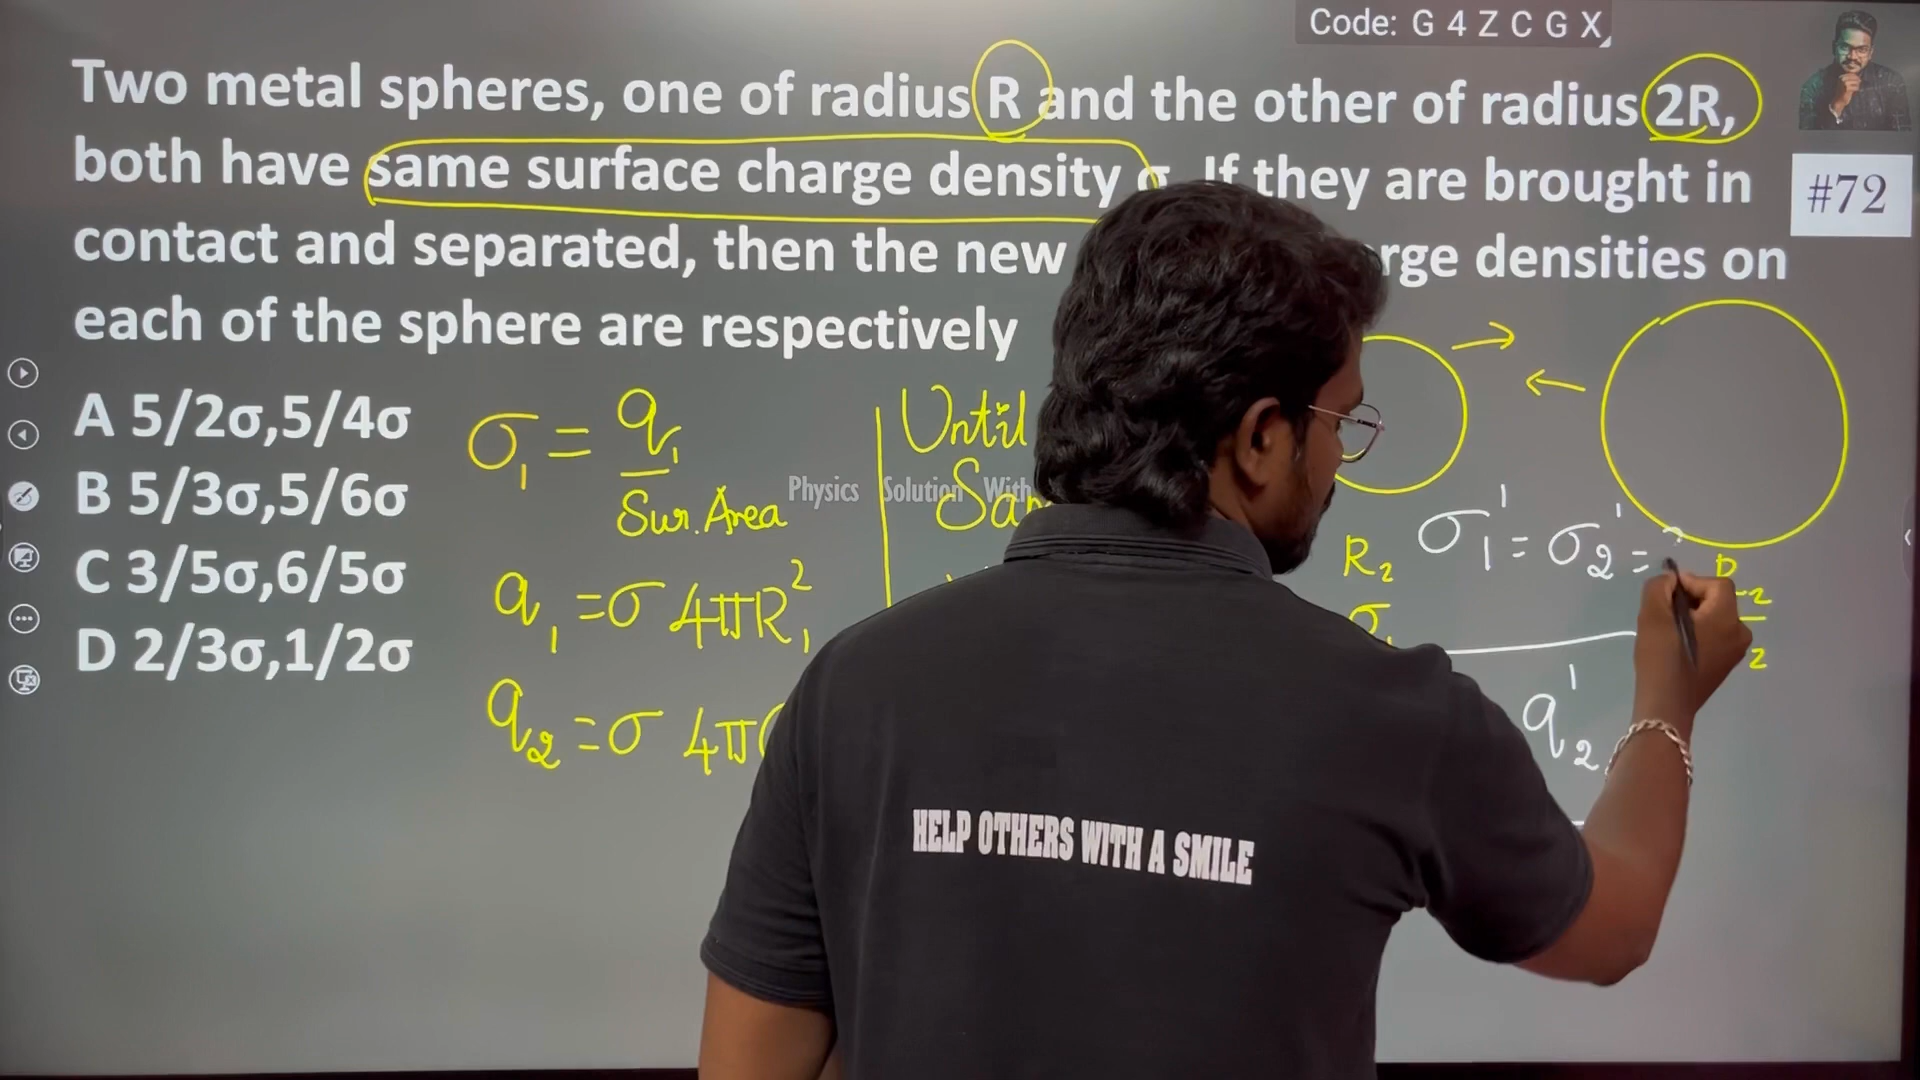 Code: G 4 Z C G X
Two metal spheres, one of radius R and the other of radius 2R,
both have same surface charge density σ. If they are brought in
#72
contact and separated, then the new rge densities on
each of the sphere are respectively
A 5/2σ,5/4σ
B 5/3σ,5/6σ
C 3/5σ,6/5σ
D 2/3σ,1/2σ
σ₁ = q₁
Sur. Area
q₁ = σ 4πR₁²
q₂ = σ 4π
Until
Physics Solution With
R₂
σ₁' = σ₂' = ?
q₂'
HELP OTHERS WITH A SMILE